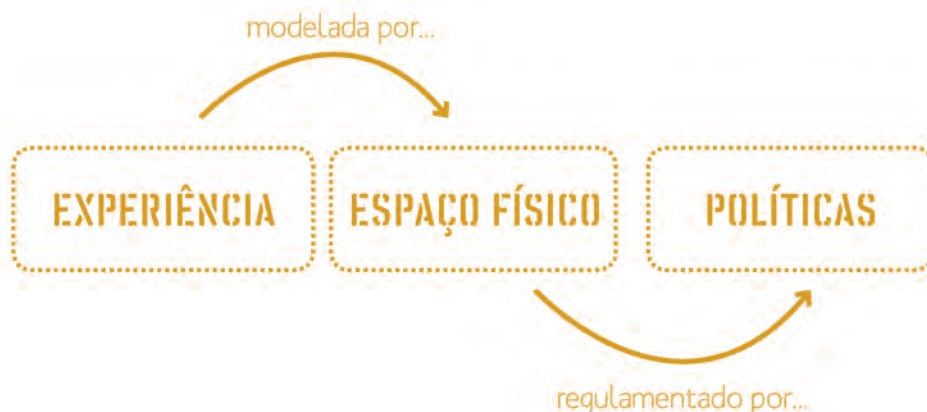 modelada por...
EXPERIÊNCIA
ESPAÇO FÍSICO
POLÍTICAS
regulamentado por...